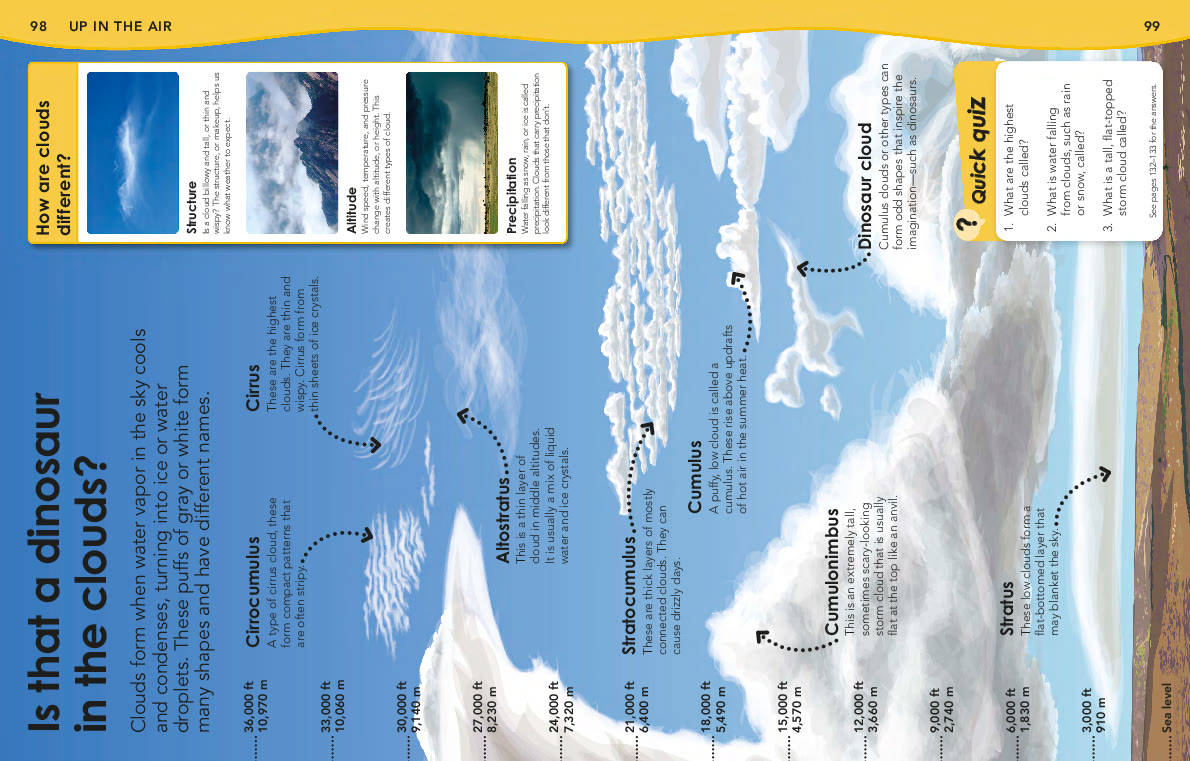 98 UP IN THE AIR
99
Is that a dinosaur
in the clouds?
Clouds form when water vapor in the sky cools
and condenses, turning into ice or water
droplets. These puffs of gray or white form
many shapes and have different names.
How are clouds
different?
Structure
Is a cloud billowy and tall, or thin and
wispy? The structure, or makeup, helps us
know what weather to expect.
Altitude
Wind speed, temperature, and pressure
change with altitude, or height. This
creates different types of cloud.
Precipitation
Water falling as snow, rain, or ice is called
precipitation. Clouds that carry precipitation
look different from those that don't.
Cirrocumulus
A type of cirrus cloud, these
form compact patterns that
are often stripy.
Cirrus
These are the highest
clouds. They are thin and
wispy. Cirrus form from
thin sheets of ice crystals.
Altostratus
This is a thin layer of
cloud in middle altitudes.
It is usually a mix of liquid
water and ice crystals.
Stratocumulus
These are thick layers of mostly
connected clouds. They can
cause drizzly days.
Cumulus
A puffy, low cloud is called a
cumulus. These rise above updrafts
of hot air in the summer heat.
Dinosaur cloud
Cumulus clouds or other types can
form odd shapes that inspire the
imagination—such as dinosaurs.
Cumulonimbus
This is an extremely tall,
sometimes scary-looking
storm cloud that is usually
flat at the top like an anvil.
Stratus
These low clouds form a
flat-bottomed layer that
may blanket the sky.
? Quick quiz
1. What are the highest
clouds called?
2. What is water falling
from clouds, such as rain
or snow, called?
3. What is a tall, flat-topped
storm cloud called?
See pages 132–133 for the answers.
36,000 ft
10,970 m
33,000 ft
10,060 m
30,000 ft
9,140 m
27,000 ft
8,230 m
24,000 ft
7,320 m
21,000 ft
6,400 m
18,000 ft
5,490 m
15,000 ft
4,570 m
12,000 ft
3,660 m
9,000 ft
2,740 m
6,000 ft
1,830 m
3,000 ft
910 m
Sea level